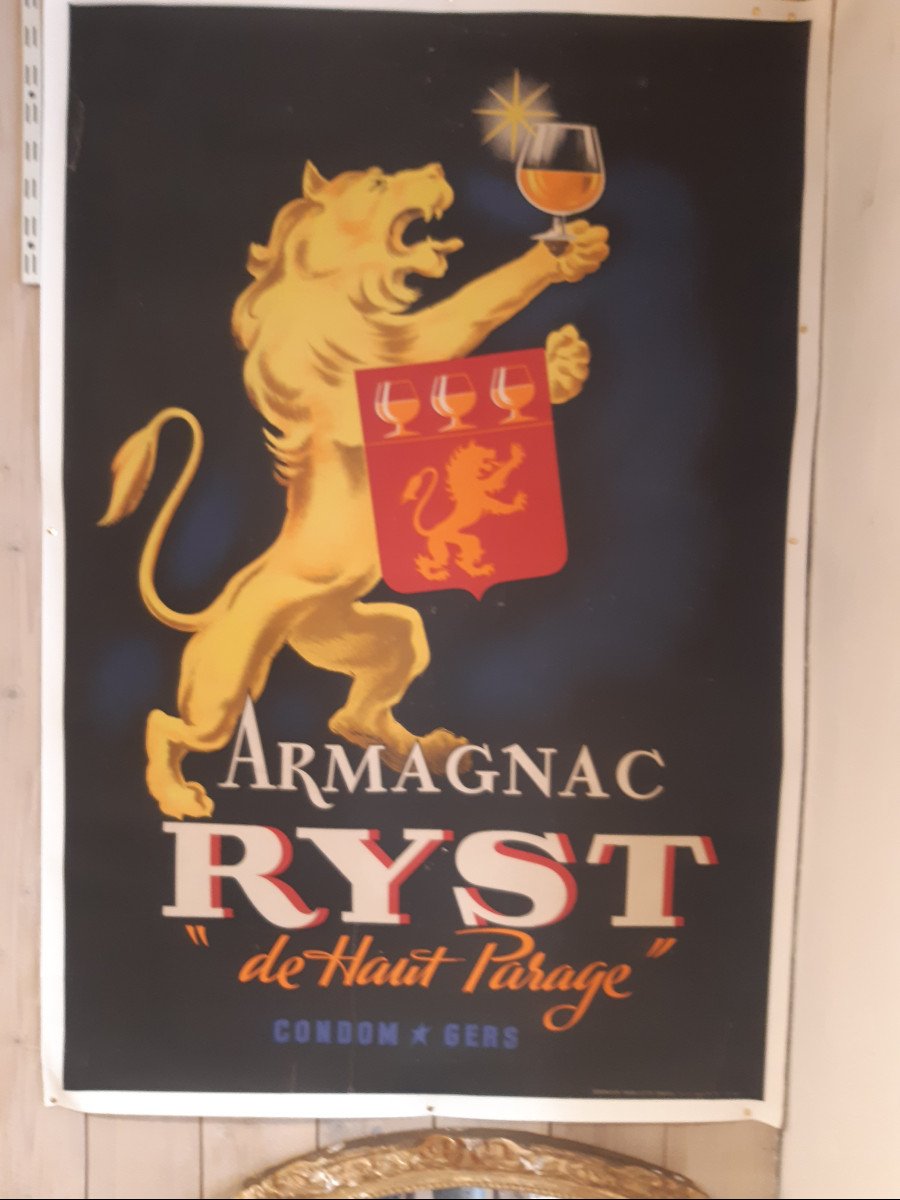 ARMAGNAC
RYST
"de Haut Parage"
CONDOM ★ GERS